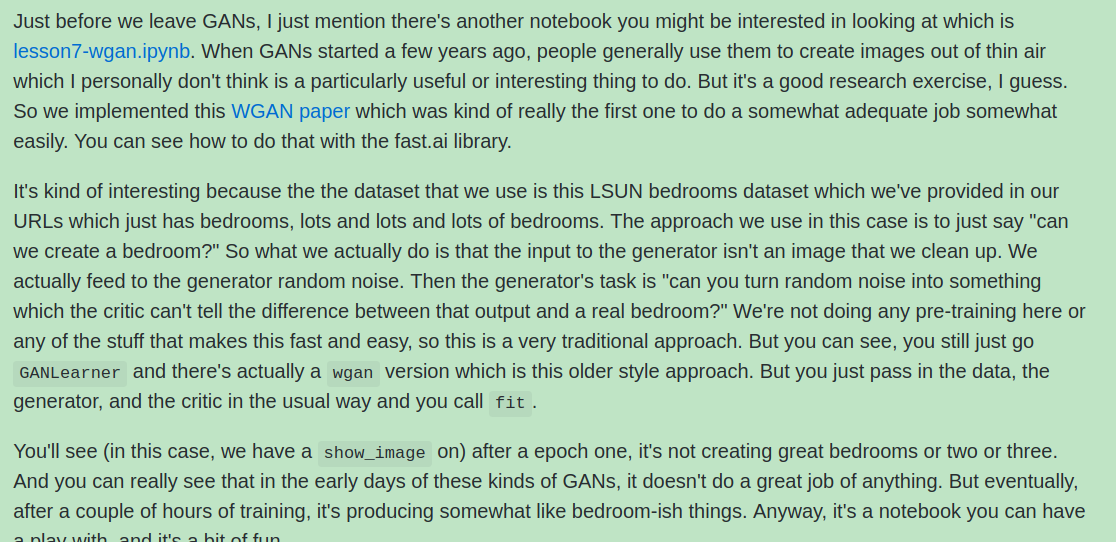 Just before we leave GANs, I just mention there's another notebook you might be interested in looking at which is
lesson7-wgan.ipynb. When GANs started a few years ago, people generally use them to create images out of thin air
which I personally don't think is a particularly useful or interesting thing to do. But it's a good research exercise, I guess.
So we implemented this WGAN paper which was kind of really the first one to do a somewhat adequate job somewhat
easily. You can see how to do that with the fast.ai library.
It's kind of interesting because the the dataset that we use is this LSUN bedrooms dataset which we've provided in our
URLs which just has bedrooms, lots and lots and lots of bedrooms. The approach we use in this case is to just say "can
we create a bedroom?" So what we actually do is that the input to the generator isn't an image that we clean up. We
actually feed to the generator random noise. Then the generator's task is "can you turn random noise into something
which the critic can't tell the difference between that output and a real bedroom?" We're not doing any pre-training here or
any of the stuff that makes this fast and easy, so this is a very traditional approach. But you can see, you still just go
GANLearner and there's actually a wgan version which is this older style approach. But you just pass in the data, the
generator, and the critic in the usual way and you call fit.
You'll see (in this case, we have a show_image on) after a epoch one, it's not creating great bedrooms or two or three.
And you can really see that in the early days of these kinds of GANs, it doesn't do a great job of anything. But eventually,
after a couple of hours of training, it's producing somewhat like bedroom-ish things. Anyway, it's a notebook you can have
a play with, and it's a bit of fun.